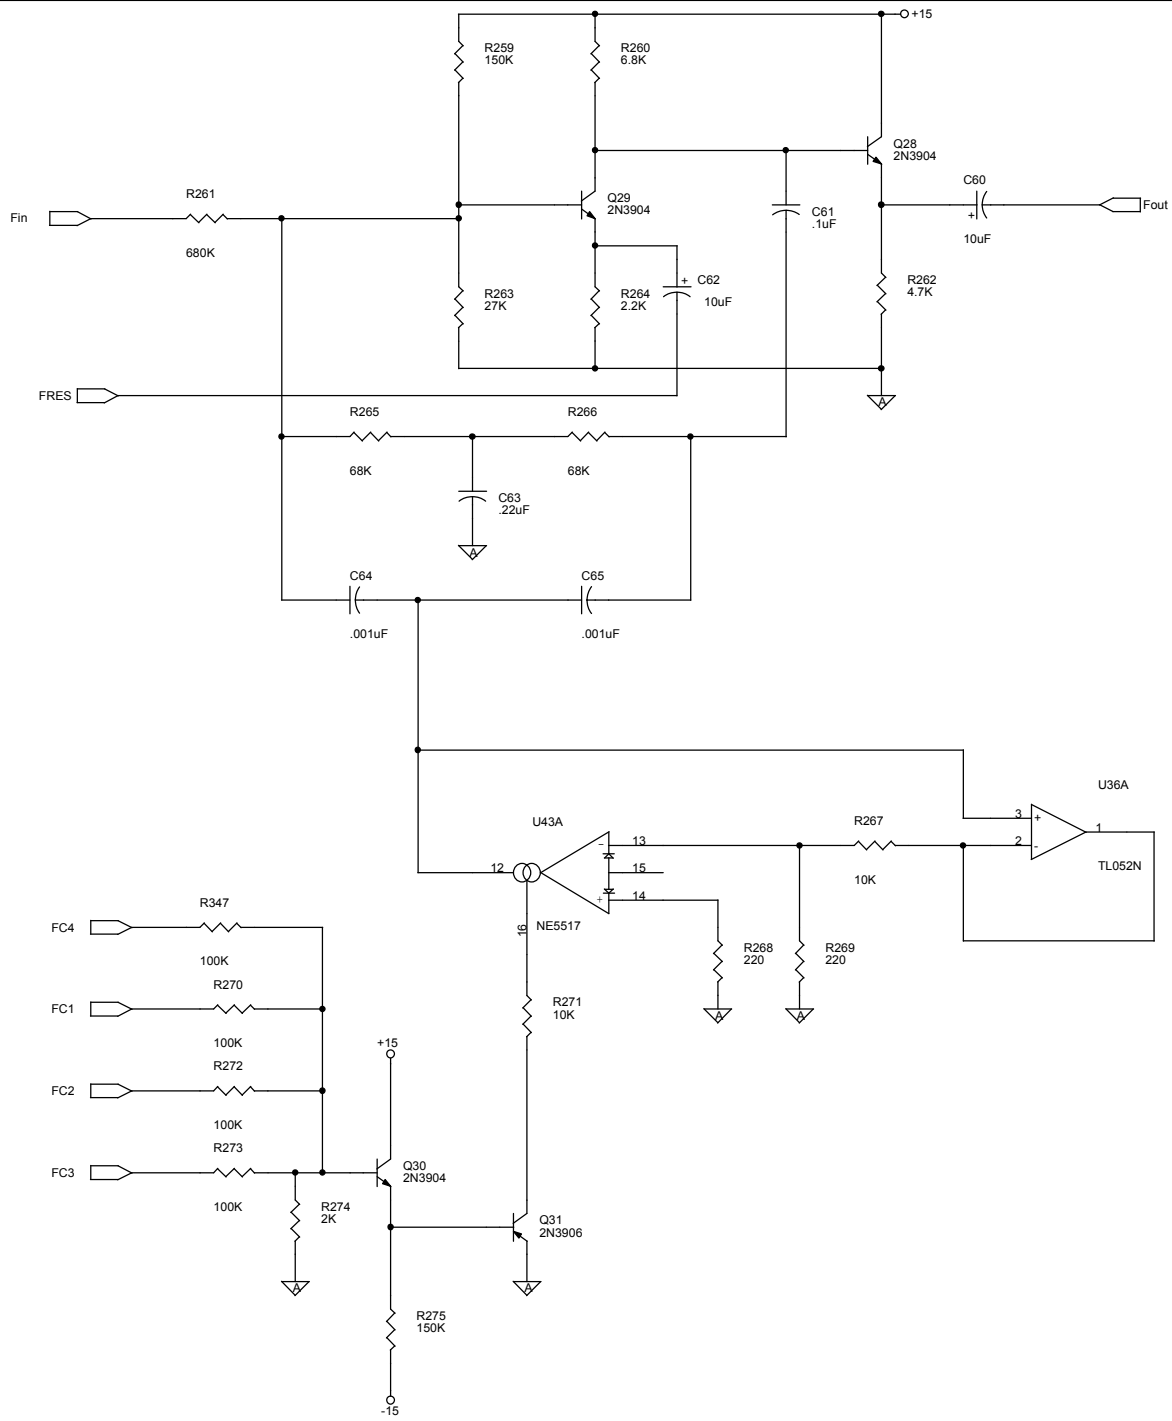 +15
R259
150K
R260
6.8K
Q28
2N3904
R261
C60
Q29
2N3904
Fin
Fout
C61
.1uF
+
680K
10uF
R262
4.7K
+
C62
10uF
R263
27K
R264
2.2K
FRES
A
R265
R266
68K
68K
C63
.22uF
A
C64
C65
.001uF
.001uF
U36A
3
+
1
2
-
TL052N
U43A
R267
-
13
12
15
10K
+
14
R347
16
NE5517
FC4
R268
220
R269
220
100K
R270
R271
10K
FC1
A
A
100K
+15
R272
FC2
100K
R273
Q30
2N3904
FC3
100K
R274
2K
Q31
2N3906
A
A
R275
150K
-15